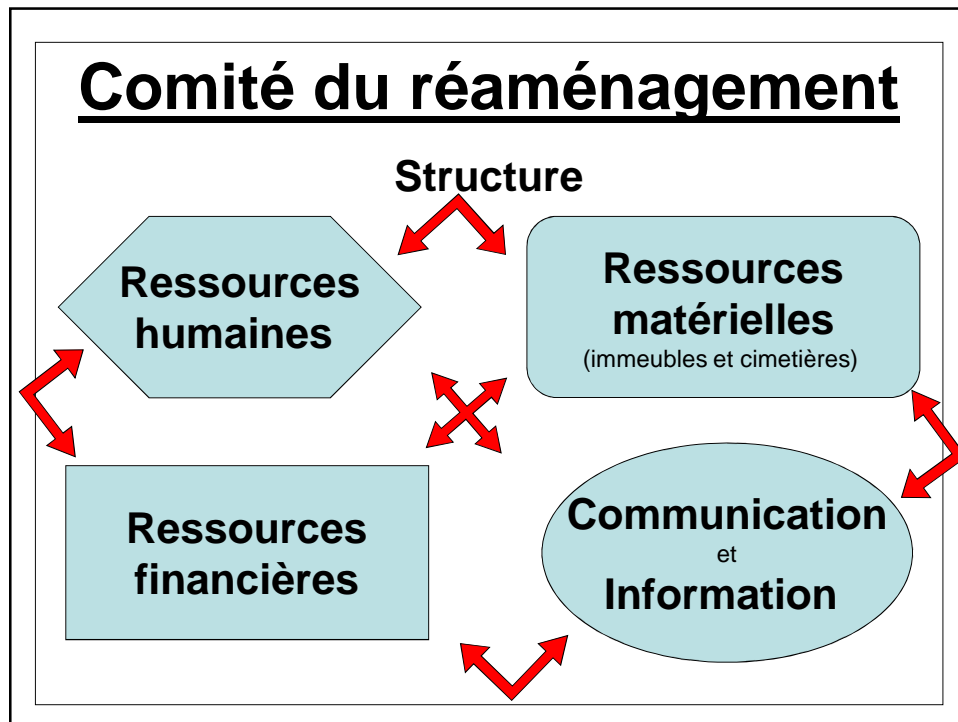 Comité du réaménagement
Structure
Ressources
humaines
Ressources
matérielles
(immeubles et cimetières)
Ressources
financières
Communication
et
Information